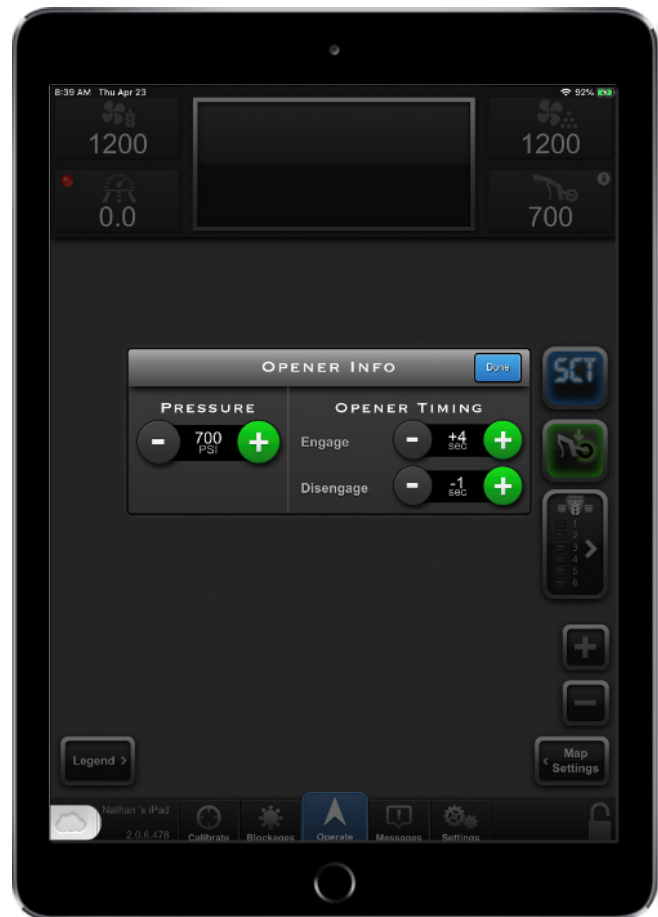 8:39 AM Thu Apr 23
92%
1200
1200
0.0
700
OPENER INFO
Done
PRESSURE
OPENER TIMING
700
PSI
Engage
+4
sec
Disengage
-1
sec
SCT
1
2
3
4
5
6
Legend >
< Map
Settings
Nathan 's iPad
2.0.6.478
Calibrate
Blockages
Operate
Messages
Settings